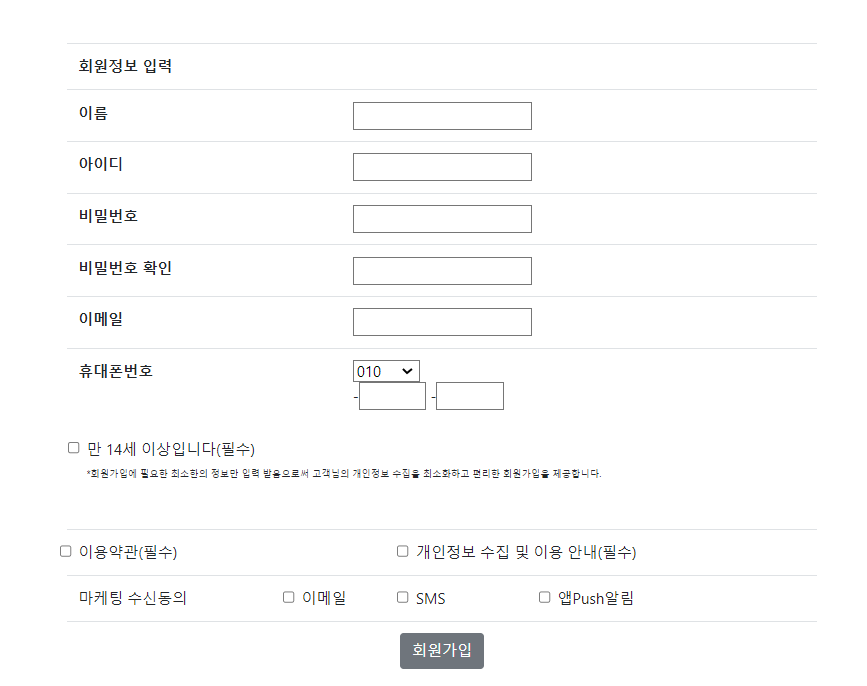 회원정보 입력
이름
아이디
비밀번호
비밀번호 확인
이메일
휴대폰번호 010
- -
만 14세 이상입니다(필수)
*회원가입에 필요한 최소한의 정보만 입력 받음으로써 고객님의 개인정보 수집을 최소화하고 편리한 회원가입을 제공합니다.
이용약관(필수) 개인정보 수집 및 이용 안내(필수)
마케팅 수신동의 이메일 SMS 앱Push알림
회원가입